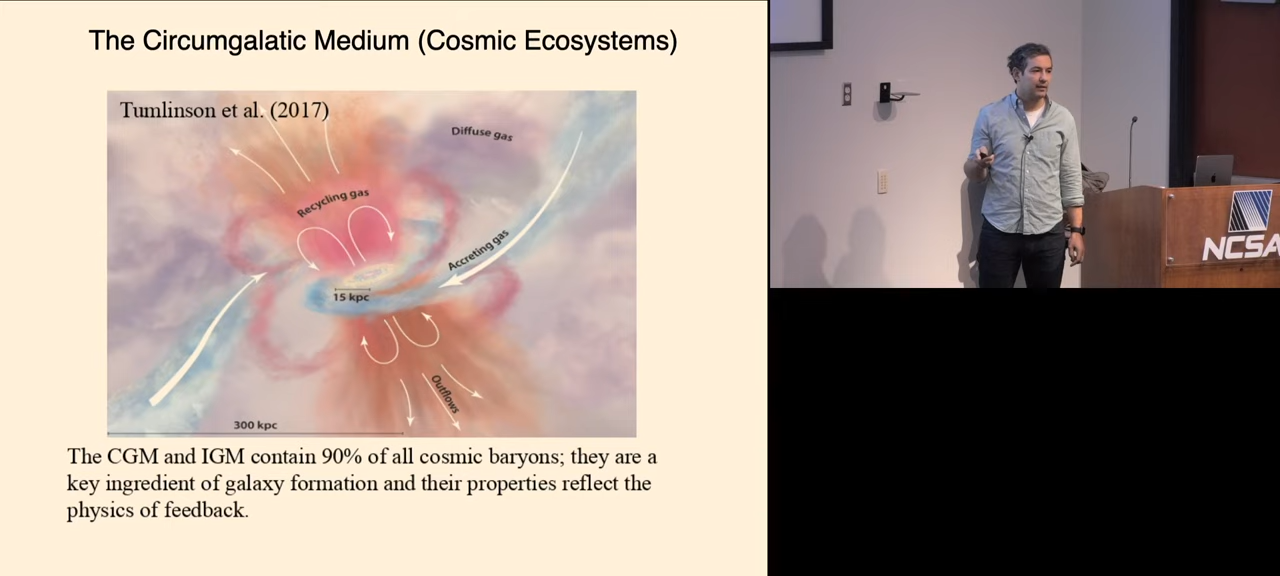 The Circumgalatic Medium (Cosmic Ecosystems)
Tumlinson et al. (2017)
Diffuse gas
Recycling gas
Accreting gas
15 kpc
Outflows
300 kpc
The CGM and IGM contain 90% of all cosmic baryons; they are a
key ingredient of galaxy formation and their properties reflect the
physics of feedback.
NCSA